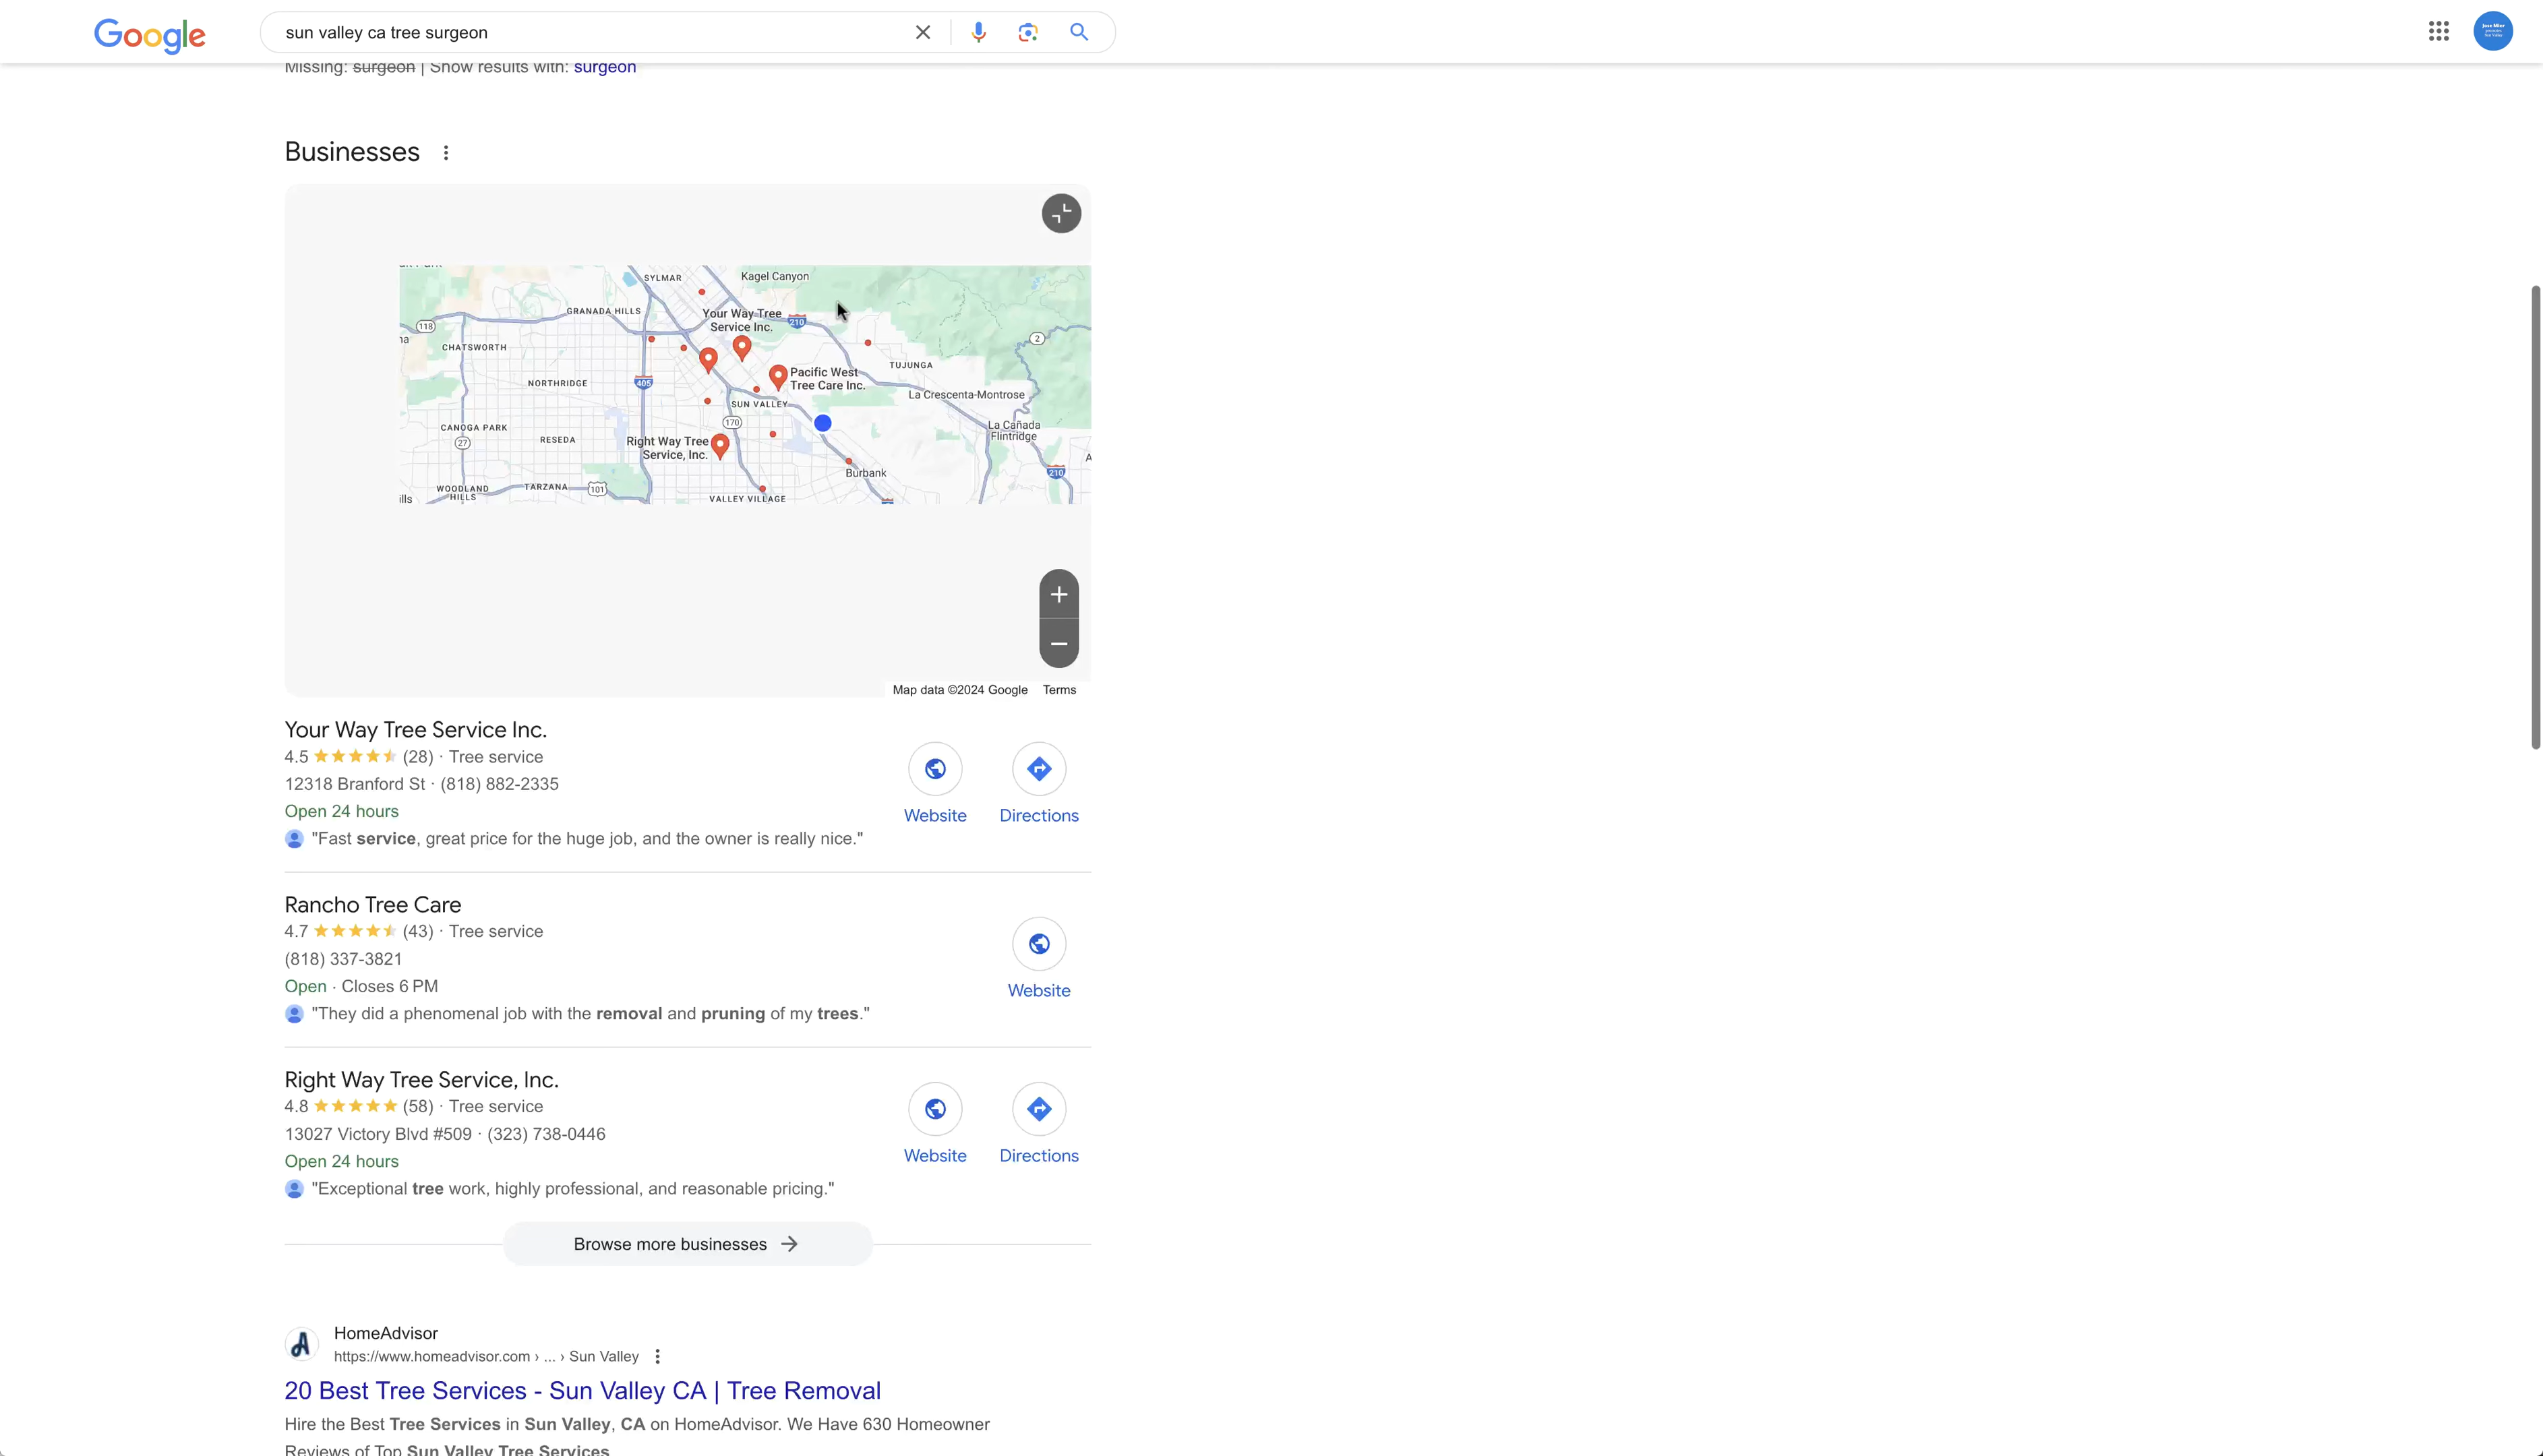 Google
sun valley ca tree surgeon
Missing: surgeon | Show results with: surgeon
Businesses
SYLMAR
Kagel Canyon
GRANADA HILLS
Your Way Tree
Service Inc.
210
118
2
CHATSWORTH
TUJUNGA
Pacific West
Tree Care Inc.
NORTHRIDGE
405
La Crescenta-Montrose
SUN VALLEY
170
CANOGA PARK
La Cañada
Flintridge
27
RESEDA
Right Way Tree
Service, Inc.
Burbank
210
WOODLAND
HILLS
TARZANA
101
ills
VALLEY VILLAGE
+
−
Map data ©2024 Google Terms
Your Way Tree Service Inc.
4.5 (28) · Tree service
12318 Branford St · (818) 882-2335
Open 24 hours
"Fast service, great price for the huge job, and the owner is really nice."
Website
Directions
Rancho Tree Care
4.7 (43) · Tree service
(818) 337-3821
Open · Closes 6 PM
"They did a phenomenal job with the removal and pruning of my trees."
Website
Right Way Tree Service, Inc.
4.8 (58) · Tree service
13027 Victory Blvd #509 · (323) 738-0446
Open 24 hours
"Exceptional tree work, highly professional, and reasonable pricing."
Website
Directions
Browse more businesses
HomeAdvisor
https://www.homeadvisor.com › ... › Sun Valley
20 Best Tree Services - Sun Valley CA | Tree Removal
Hire the Best Tree Services in Sun Valley, CA on HomeAdvisor. We Have 630 Homeowner
Reviews of Top Sun Valley Tree Services.